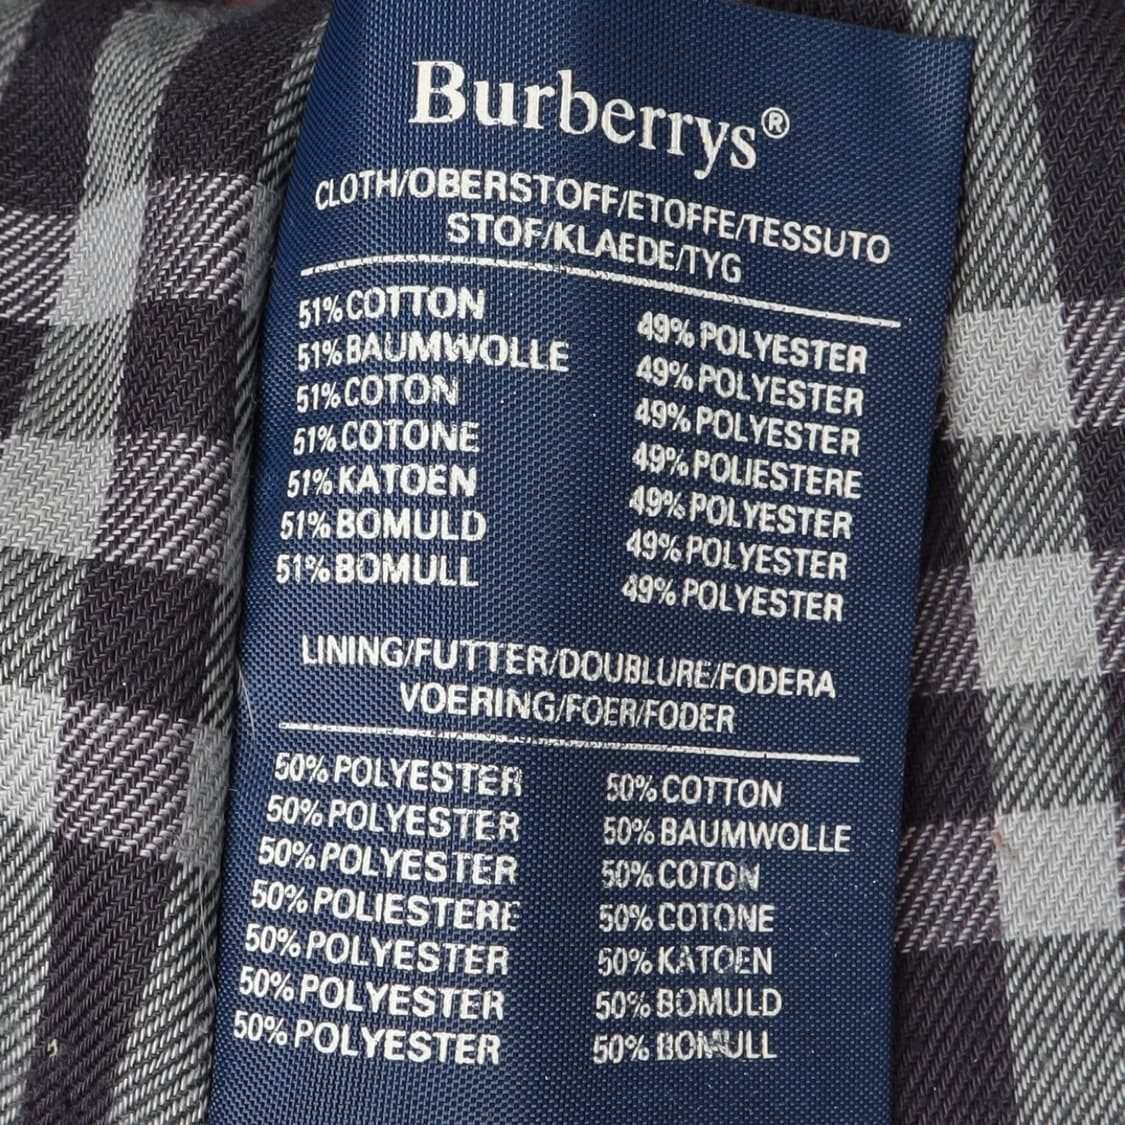 Burberrys®
CLOTH/OBERSTOFF/ETOFFE/TESSUTO
STOF/KLAEDE/TYG
51% COTTON 49% POLYESTER
51% BAUMWOLLE 49% POLYESTER
51% COTON 49% POLYESTER
51% COTONE 49% POLIESTERE
51% KATOEN 49% POLYESTER
51% BOMULD 49% POLYESTER
51% BOMULL 49% POLYESTER
LINING/FUTTER/DOUBLURE/FODERA
VOERING/FOER/FODER
50% POLYESTER 50% COTTON
50% POLYESTER 50% BAUMWOLLE
50% POLYESTER 50% COTON
50% POLIESTERE 50% COTONE
50% POLYESTER 50% KATOEN
50% POLYESTER 50% BOMULD
50% POLYESTER 50% BOMULL